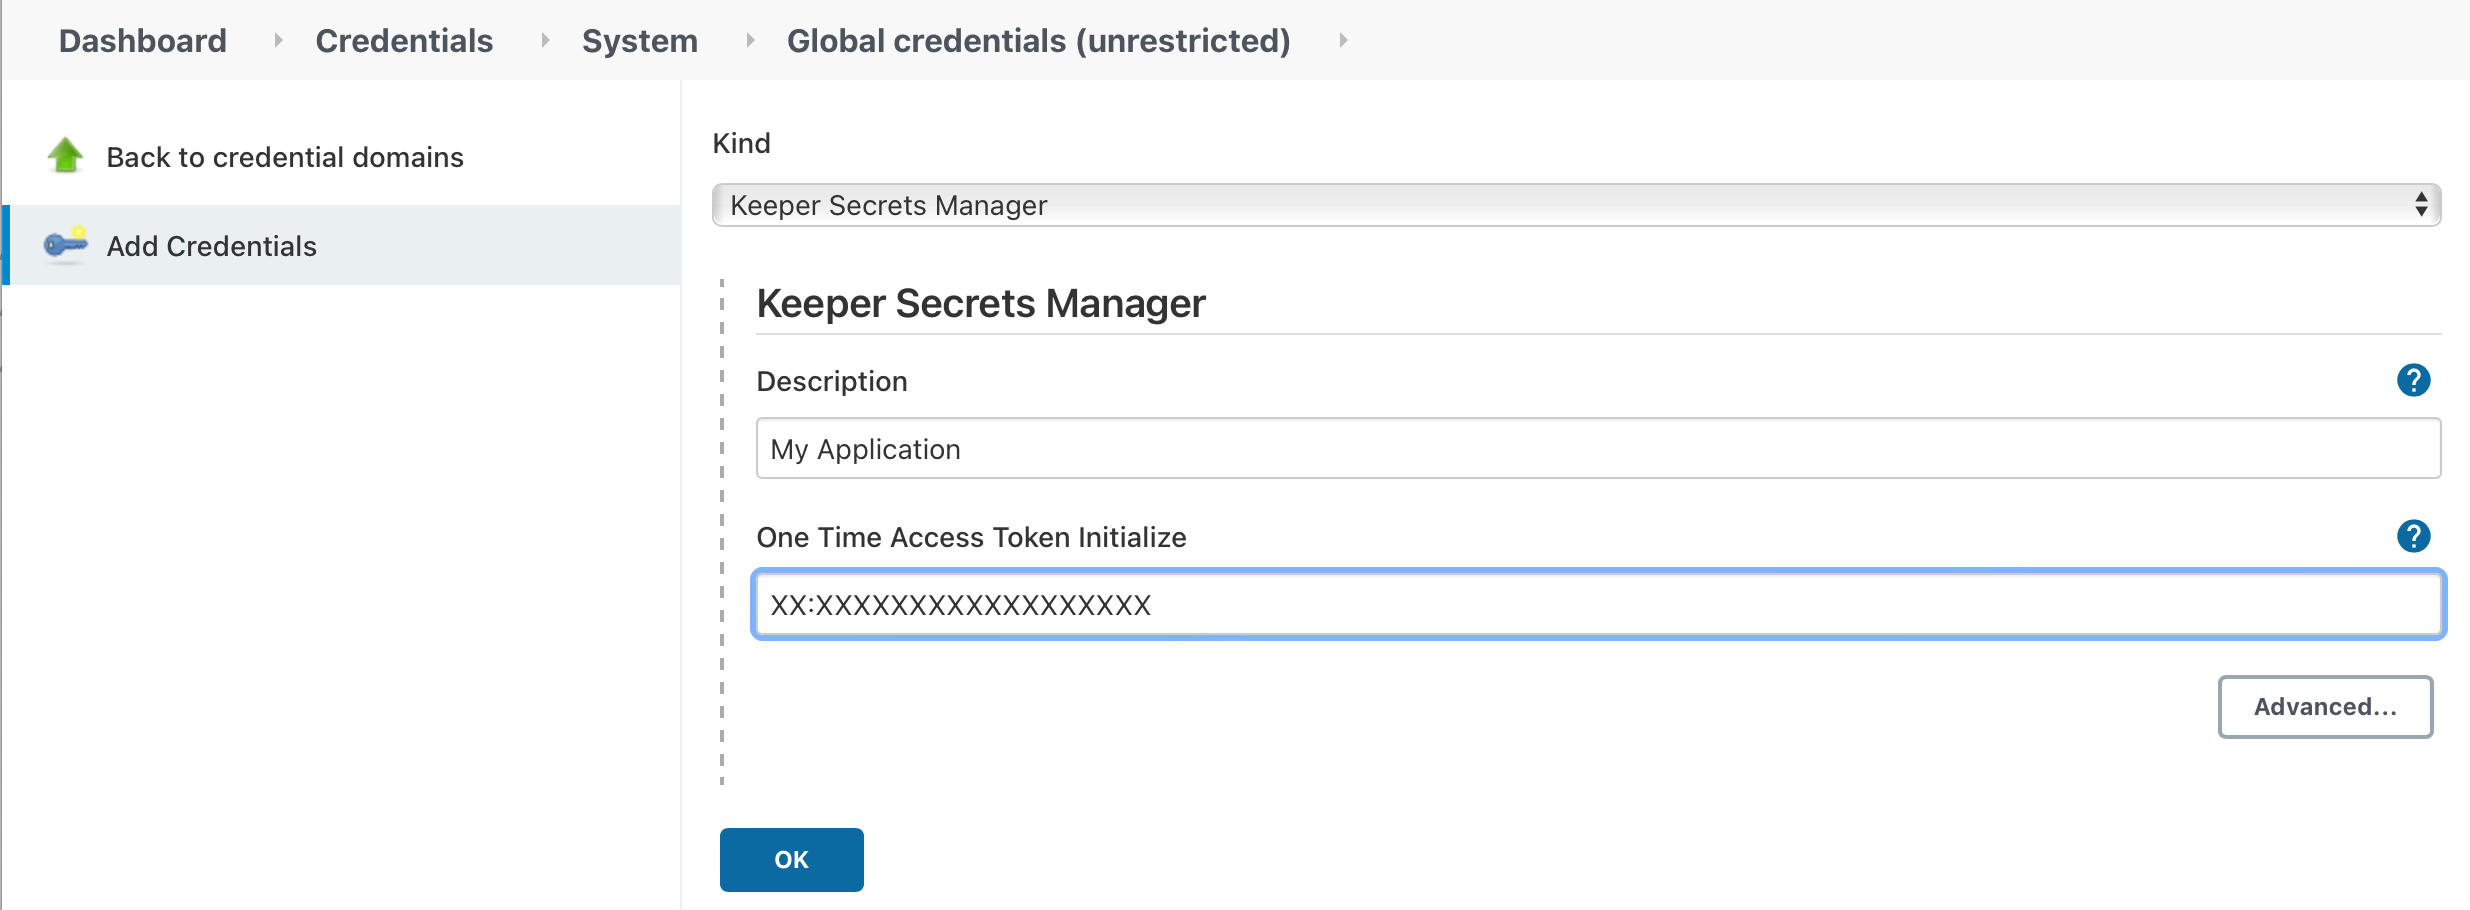 Dashboard Credentials System Global credentials (unrestricted)
Back to credential domains
Add Credentials
Kind
Keeper Secrets Manager
Keeper Secrets Manager
Description
?
My Application
One Time Access Token Initialize
?
XX:XXXXXXXXXXXXXXXXXX
Advanced...
OK